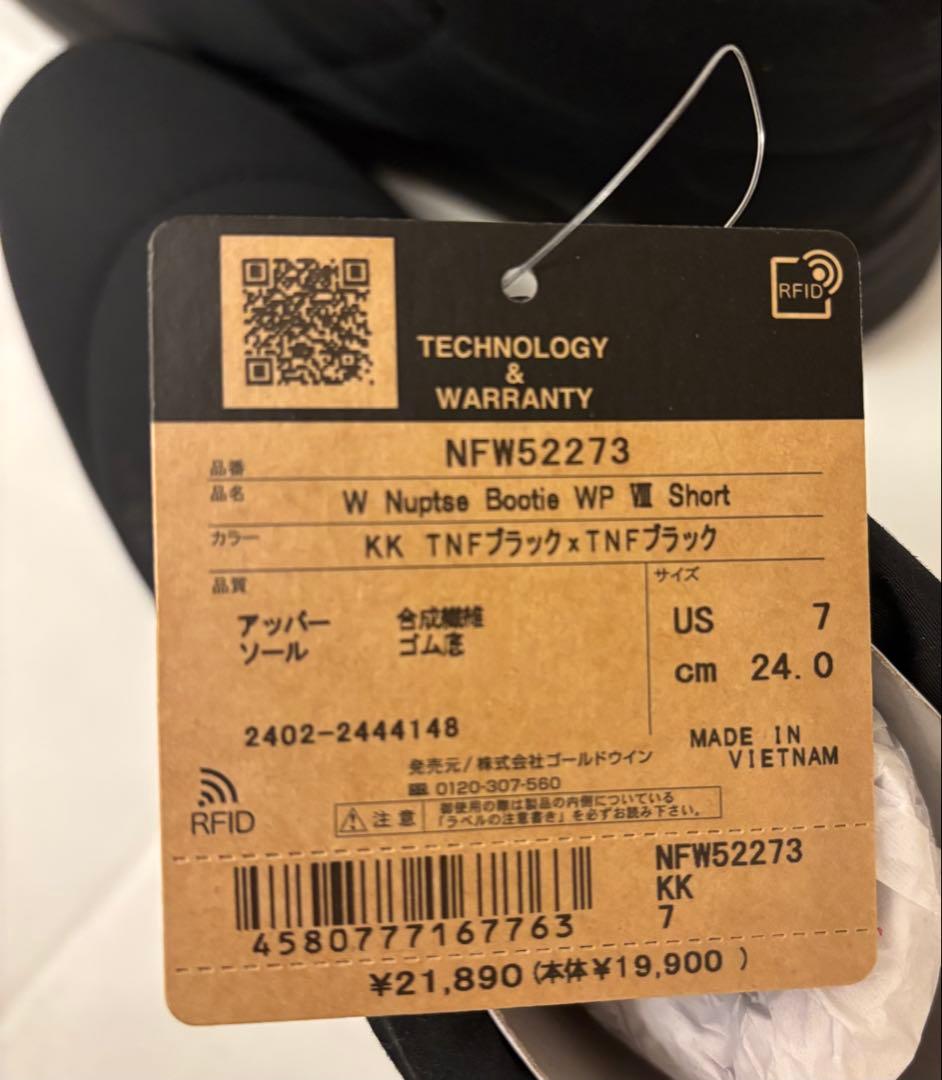 RFID
TECHNOLOGY
&
WARRANTY
品番 NFW52273
品名 W Nuptse Bootie WP Ⅷ Short
カラー KK TNFブラック×TNFブラック
品質
サイズ
アッパー 合成繊維
ソール ゴム底
US 7
cm 24.0
2402-2444148
MADE IN
VIETNAM
発売元/株式会社ゴールドウイン
0120-307-560
RFID
⚠ 注意
御使用の際は製品の内側についている
「ラベルの注意書き」を必ずお読み下さい。
NFW52273
KK
7
4580777167763
¥21,890(本体¥19,900 )